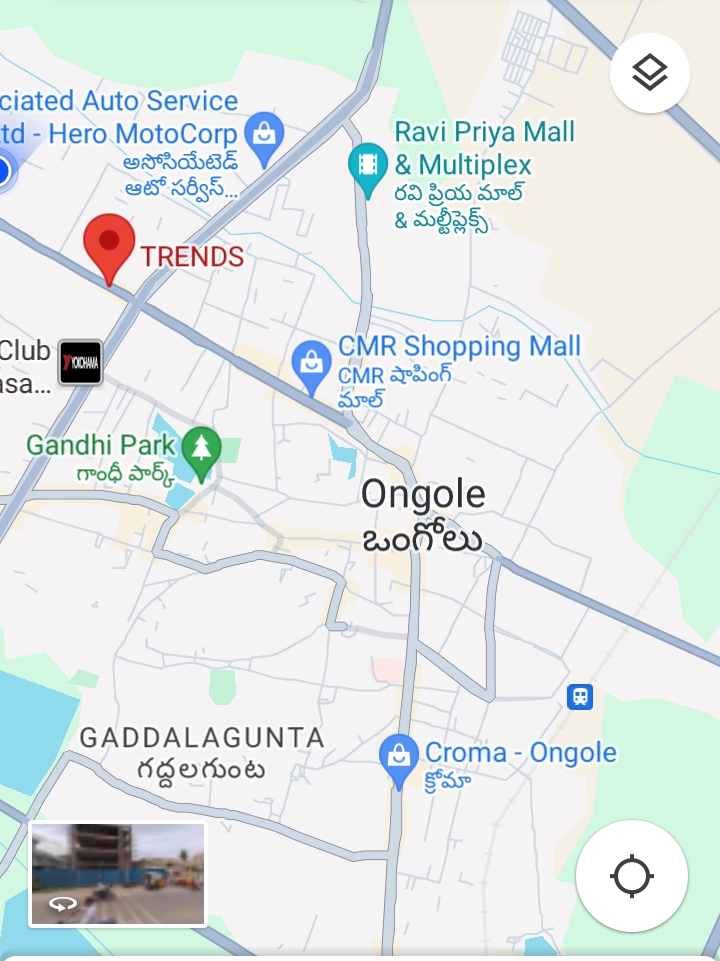 ciated Auto Service
td - Hero MotoCorp
అసోసియేటెడ్
ఆటో సర్వీస్...
Ravi Priya Mall
& Multiplex
రవి ప్రియ మాల్
& మల్టీప్లెక్స్
TRENDS
Club
asa...
YOKOHAMA
CMR Shopping Mall
CMR షాపింగ్
మాల్
Gandhi Park
గాంధీ పార్క్
Ongole
ఒంగోలు
GADDALAGUNTA
గద్దలగుంట
Croma - Ongole
క్రోమా